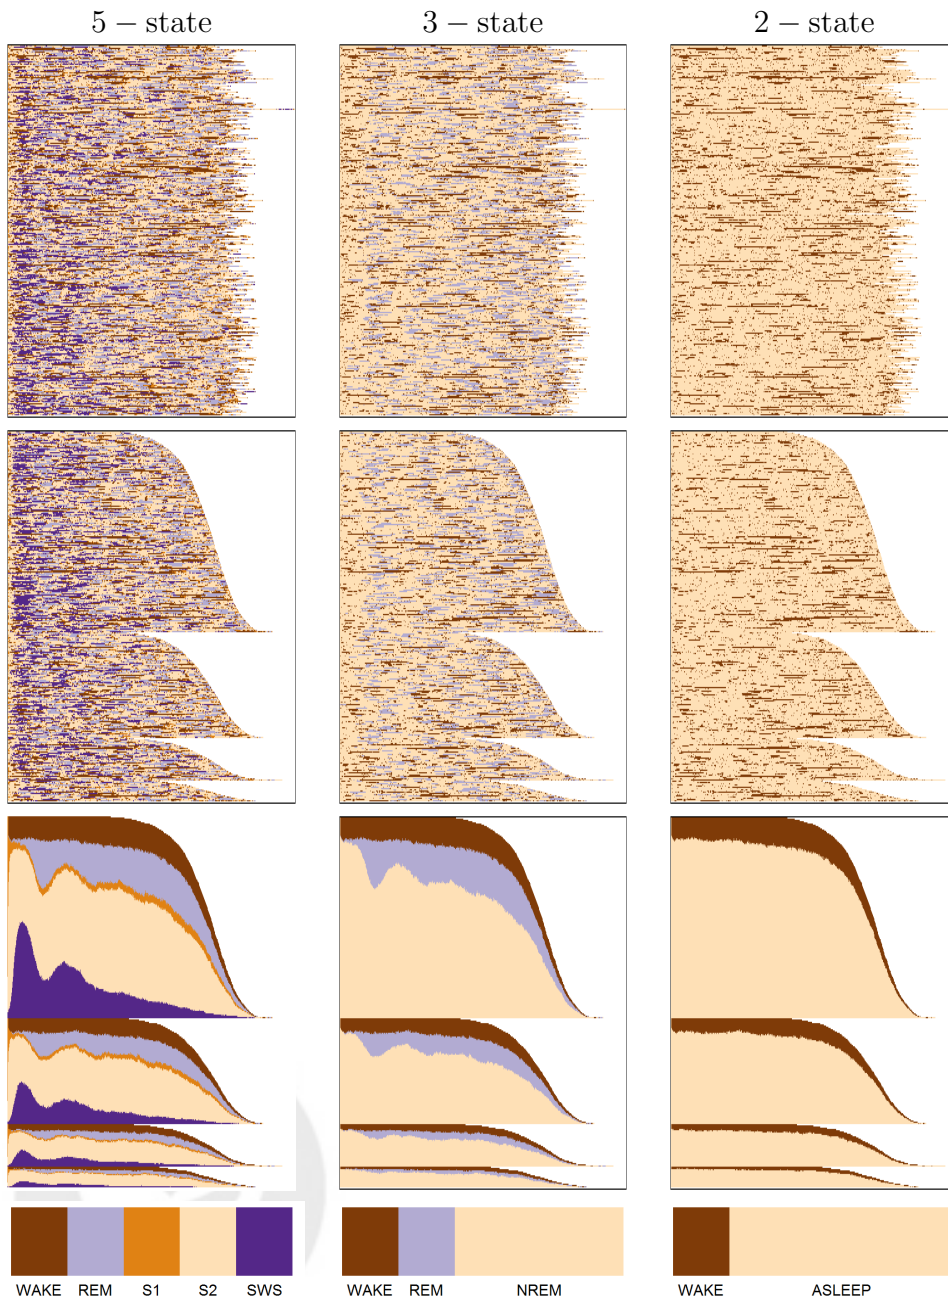 5 – state 3 – state 2 – state
WAKE REM S1 S2 SWS WAKE REM NREM WAKE ASLEEP